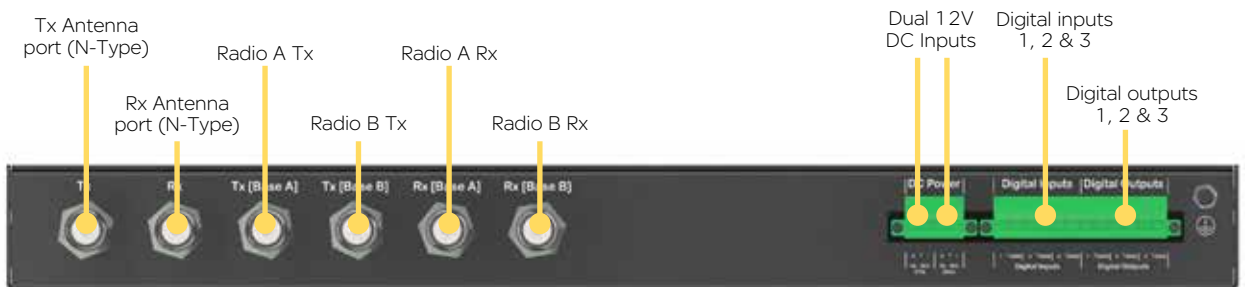 Tx Antenna
port (N-Type)
Rx Antenna
port (N-Type)
Radio A Tx
Radio B Tx
Radio A Rx
Radio B Rx
Dual 12V
DC Inputs
Digital inputs
1, 2 & 3
Digital outputs
1, 2 & 3
Tx
Rx
Tx [Base A]
Tx [Base B]
Rx [Base A]
Rx [Base B]
DC Power
Digital Inputs
Digital Outputs
Digital Inputs
Digital Outputs